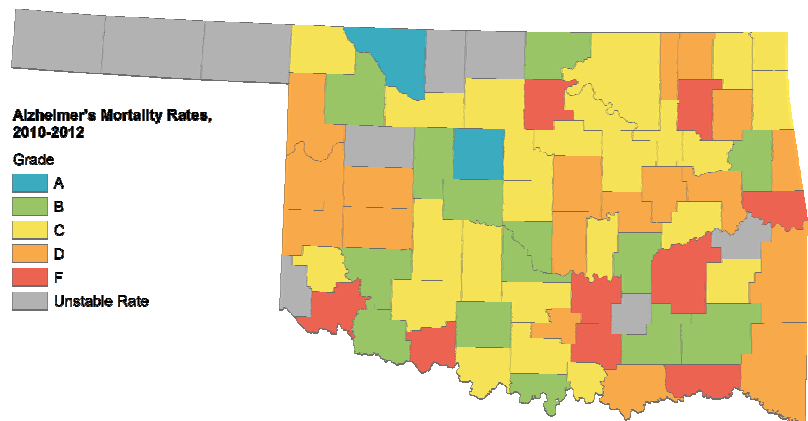 Alzheimer's Mortality Rates,
2010-2012
Grade
A
B
C
D
F
Unstable Rate